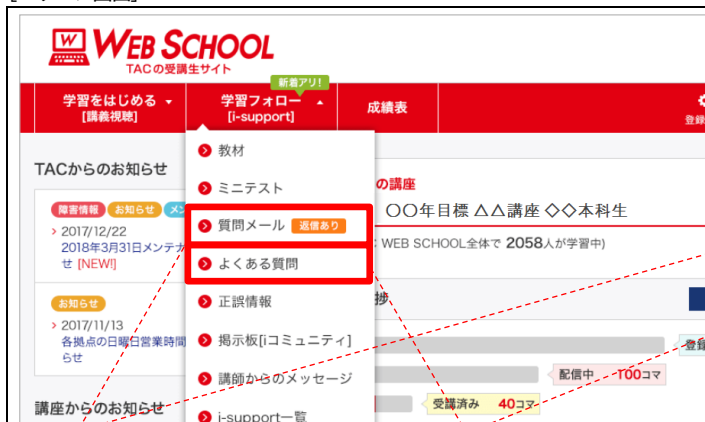 WEB SCHOOL
TACの受講生サイト
新着アリ!
学習をはじめる
[講義視聴]
学習フォロー
[i-support]
成績表
TACからのお知らせ
障害情報 お知らせ
2017/12/22
2018年3月31日メンテナ
せ [NEW!]
お知らせ
2017/11/13
各拠点の日曜日営業時間
らせ
講座からのお知らせ
教材
ミニテスト
質問メール 返信あり
よくある質問
正誤情報
掲示板[iコミュニティ]
講師からのメッセージ
i-support一覧
の講座
〇〇年目標 △△講座 ◇◇本科生
WEB SCHOOL全体で 2058人が学習中)
捗
配信中 100コマ
受講済み 40コマ